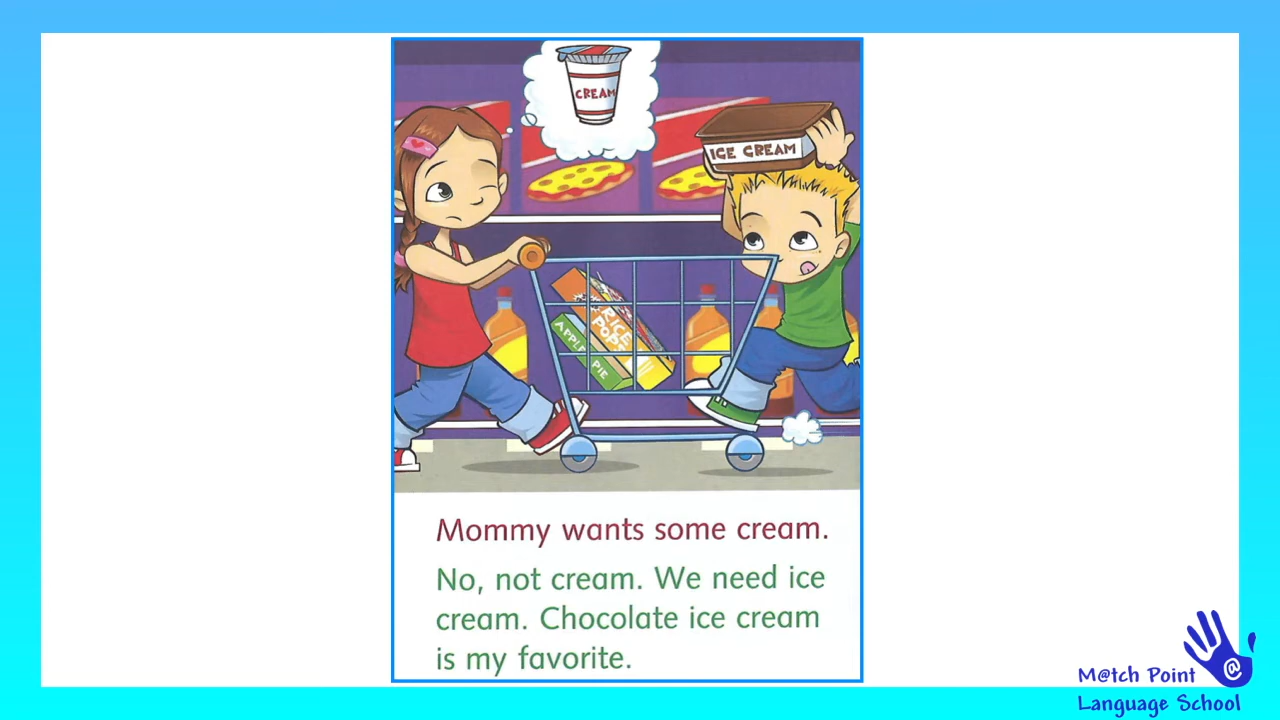 CREAM
ICE CREAM
RICE
POPS
APPLE PIE
Mommy wants some cream.
No, not cream. We need ice
cream. Chocolate ice cream
is my favorite.
M@tch Point
@
Language School